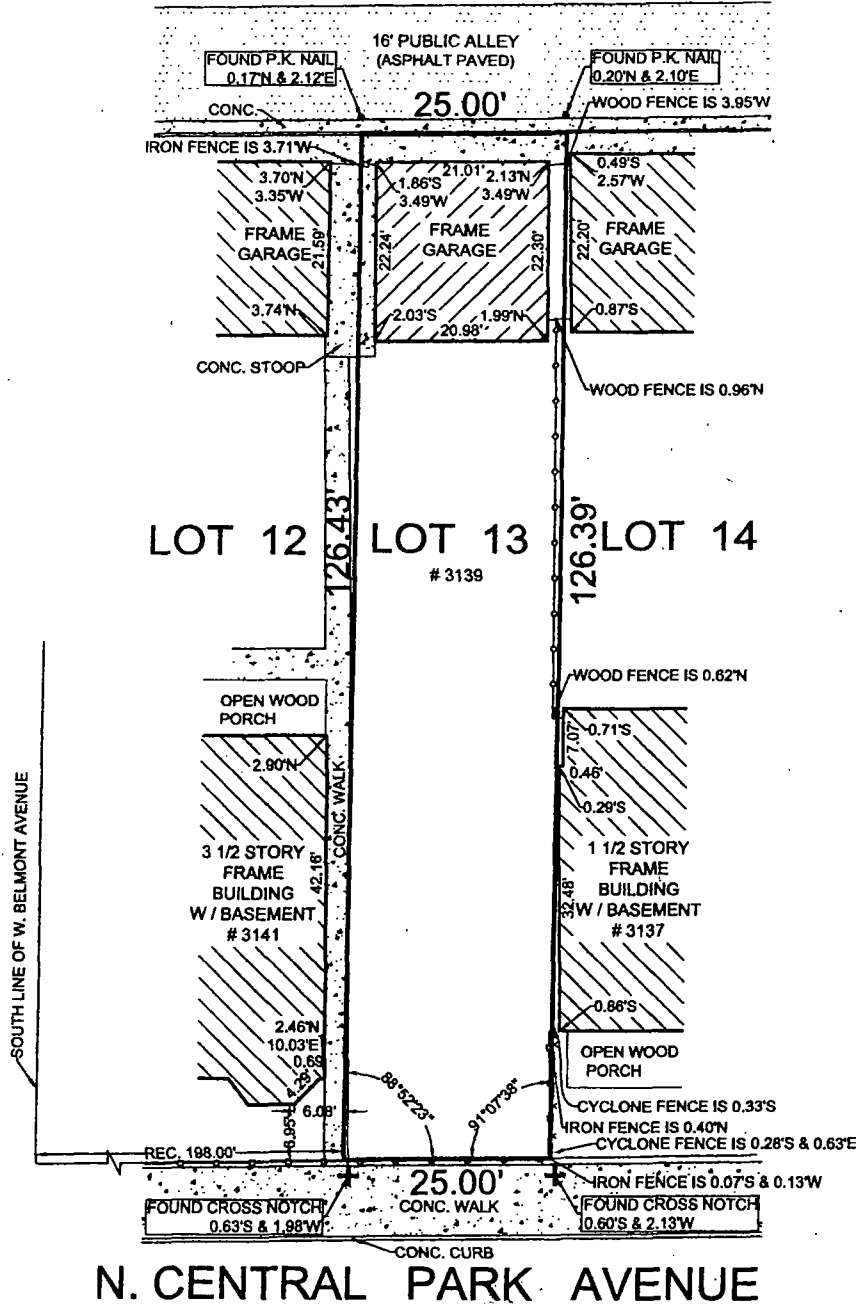 16' PUBLIC ALLEY
(ASPHALT PAVED)
FOUND P.K. NAIL
0.17'N & 2.12'E
FOUND P.K. NAIL
0.20'N & 2.10'E
25.00'
CONC.
WOOD FENCE IS 3.95'W
IRON FENCE IS 3.71'W
3.70'N
3.35'W
1.86'S
3.49'W
21.01'
2.13'N
3.49'W
0.49'S
2.57'W
FRAME
GARAGE
21.59'
22.24'
FRAME
GARAGE
22.30'
22.20'
FRAME
GARAGE
3.74'N
2.03'S
20.98'
1.99'N
0.87'S
CONC. STOOP
WOOD FENCE IS 0.96'N
LOT 12
126.43'
LOT 13
# 3139
126.39'
LOT 14
WOOD FENCE IS 0.62'N
OPEN WOOD
PORCH
2.90'N
7.07'
0.71'S
0.46'
0.29'S
CONC. WALK
3 1/2 STORY
FRAME
BUILDING
W / BASEMENT
# 3141
42.16'
1 1/2 STORY
FRAME
BUILDING
W / BASEMENT
# 3137
32.48'
0.86'S
SOUTH LINE OF W. BELMONT AVENUE
2.46'N
10.03'E
0.69
4.29'
6.08'
6.95'
88°52'23"
91°07'38"
OPEN WOOD
PORCH
CYCLONE FENCE IS 0.33'S
IRON FENCE IS 0.40'N
CYCLONE FENCE IS 0.28'S & 0.63'E
REC. 198.00'
IRON FENCE IS 0.07'S & 0.13'W
25.00'
CONC. WALK
FOUND CROSS NOTCH
0.63'S & 1.98'W
FOUND CROSS NOTCH
0.60'S & 2.13'W
CONC. CURB
N. CENTRAL PARK AVENUE